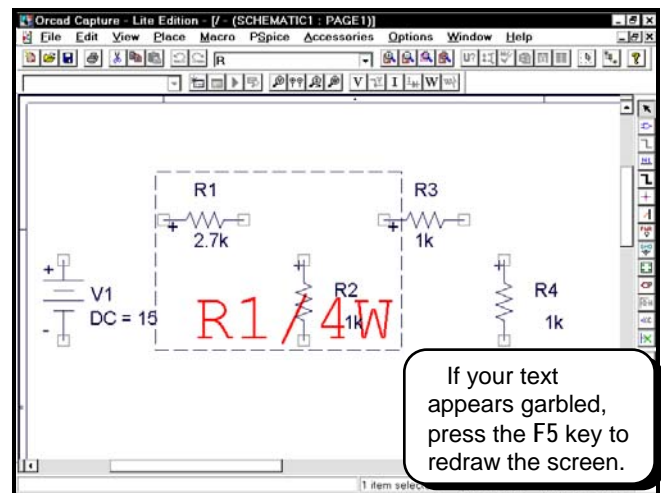 Orcad Capture - Lite Edition - [/ - (SCHEMATIC1 : PAGE1)]
File Edit View Place Macro PSpice Accessories Options Window Help
R
U?
V I W
R1
R3
2.7k
1k
R2
R4
V1
DC = 15
R1/4W
1k
1k
If your text
appears garbled,
press the F5 key to
redraw the screen.
1 item selec